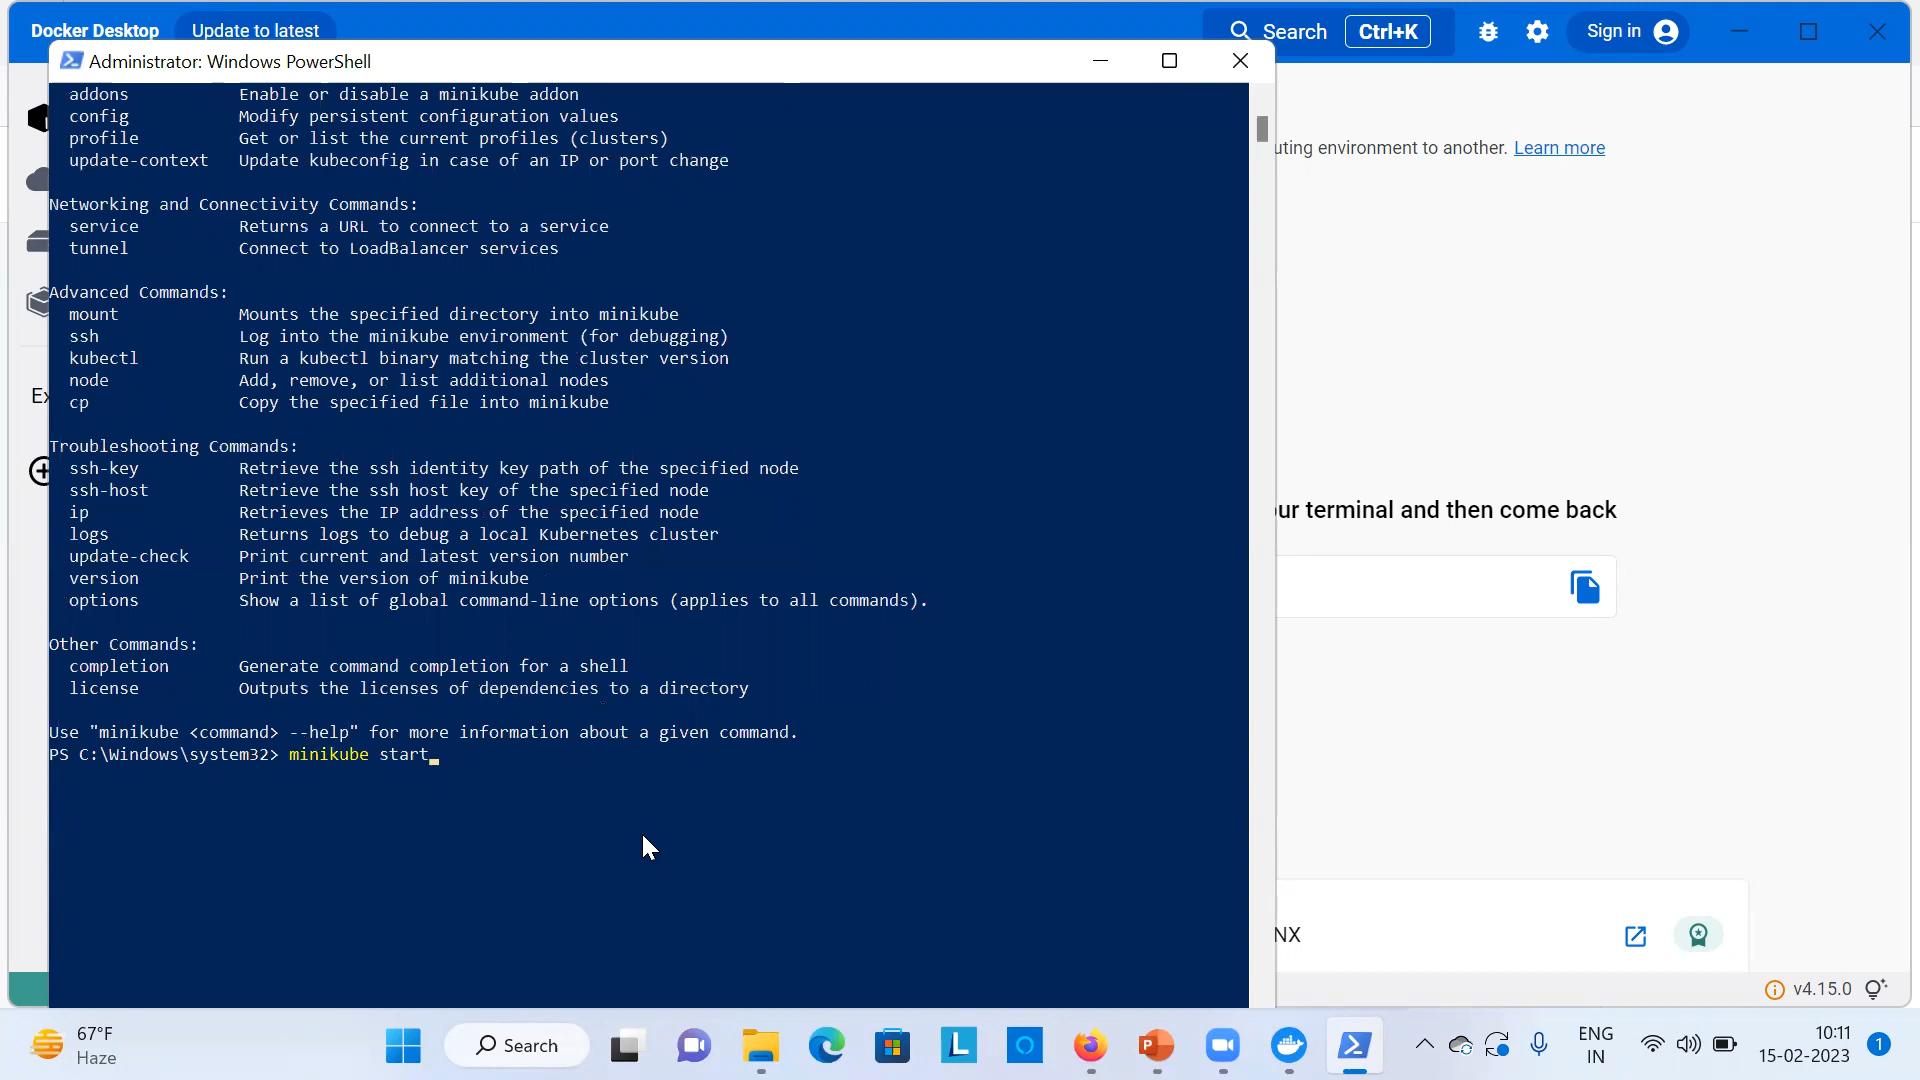 Docker Desktop Update to latest Search Ctrl+K Sign in
Administrator: Windows PowerShell
addons Enable or disable a minikube addon
config Modify persistent configuration values
profile Get or list the current profiles (clusters)
update-context Update kubeconfig in case of an IP or port change
uting environment to another. Learn more
Networking and Connectivity Commands:
service Returns a URL to connect to a service
tunnel Connect to LoadBalancer services
Advanced Commands:
mount Mounts the specified directory into minikube
ssh Log into the minikube environment (for debugging)
kubectl Run a kubectl binary matching the cluster version
node Add, remove, or list additional nodes
cp Copy the specified file into minikube
Ex
Troubleshooting Commands:
ssh-key Retrieve the ssh identity key path of the specified node
ssh-host Retrieve the ssh host key of the specified node
ip Retrieves the IP address of the specified node
logs Returns logs to debug a local Kubernetes cluster
update-check Print current and latest version number
version Print the version of minikube
options Show a list of global command-line options (applies to all commands).
ur terminal and then come back
Other Commands:
completion Generate command completion for a shell
license Outputs the licenses of dependencies to a directory
Use "minikube <command> --help" for more information about a given command.
PS C:\Windows\system32> minikube start
NX
v4.15.0
67°F
Haze
Search
ENG
IN
10:11
15-02-2023
1